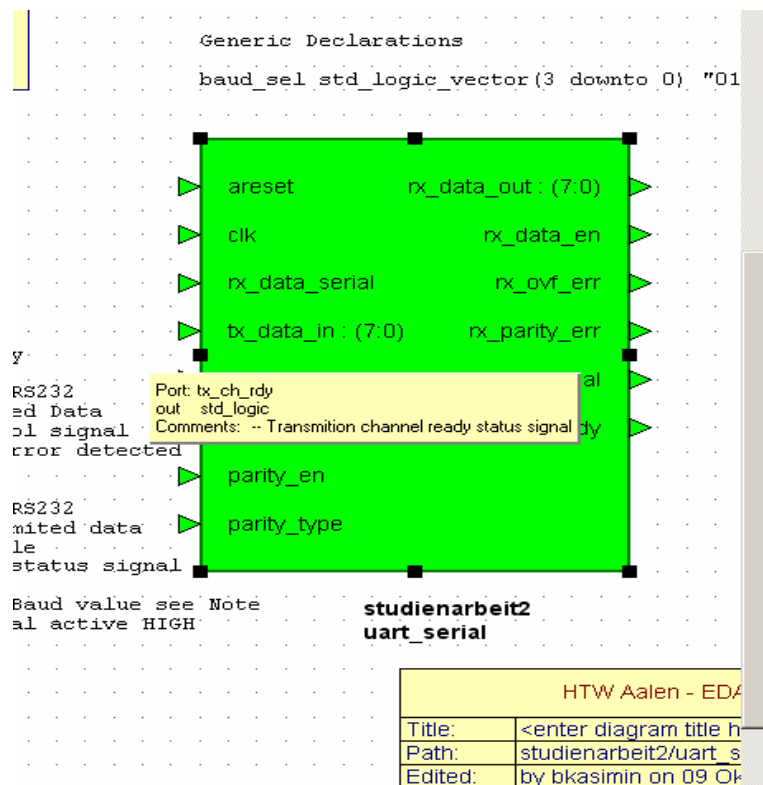 Generic Declarations
baud_sel std_logic_vector(3 downto 0) "01
areset rx_data_out : (7:0)
clk rx_data_en
rx_data_serial rx_ovf_err
tx_data_in : (7:0) rx_parity_err
y
RS232
ed Data
ol signal
rror detected
Port: tx_ch_rdy
out std_logic
Comments: -- Transmition channel ready status signal
al
dy
parity_en
parity_type
RS232
mited data
le
status signal
Baud value see Note
al active HIGH
studienarbeit2
uart_serial
HTW Aalen - EDA
Title: <enter diagram title h
Path: studienarbeit2/uart_s
Edited: by bkasimin on 09 Ok